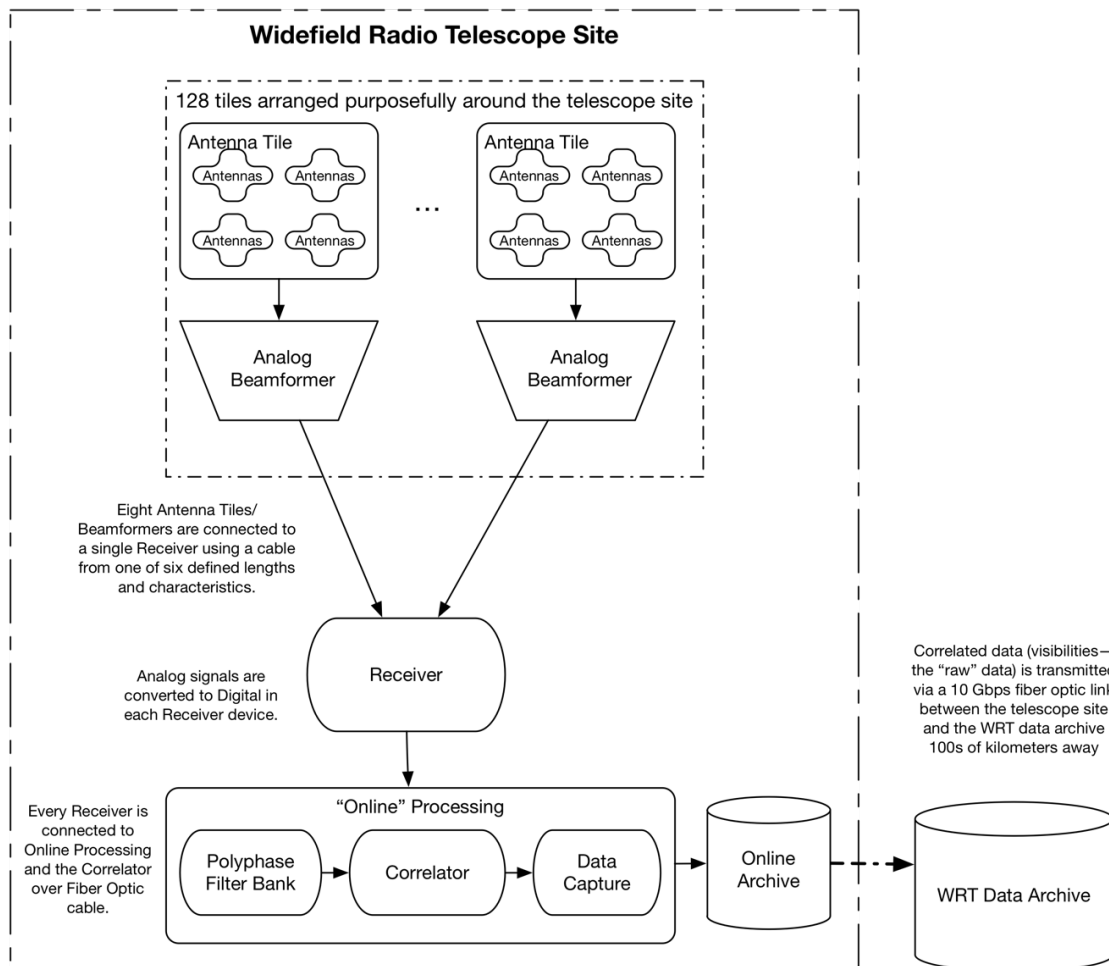 Widefield Radio Telescope Site
128 tiles arranged purposefully around the telescope site
Antenna Tile
Antennas
Antennas
Antennas
Antennas
...
Antenna Tile
Antennas
Antennas
Antennas
Antennas
Analog
Beamformer
Analog
Beamformer
Eight Antenna Tiles/
Beamformers are connected to
a single Receiver using a cable
from one of six defined lengths
and characteristics.
Receiver
Analog signals are
converted to Digital in
each Receiver device.
Correlated data (visibilities—
the “raw” data) is transmitted
via a 10 Gbps fiber optic link
between the telescope site
and the WRT data archive
100s of kilometers away
Every Receiver is
connected to
Online Processing
and the Correlator
over Fiber Optic
cable.
“Online” Processing
Polyphase
Filter Bank
Correlator
Data
Capture
Online
Archive
WRT Data Archive